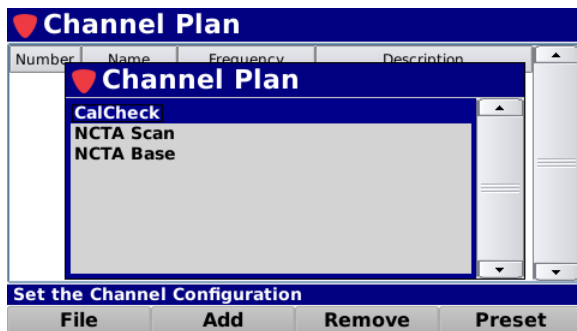 Channel Plan
Number Name Frequency Description
Channel Plan
CalCheck
NCTA Scan
NCTA Base
Set the Channel Configuration
File Add Remove Preset